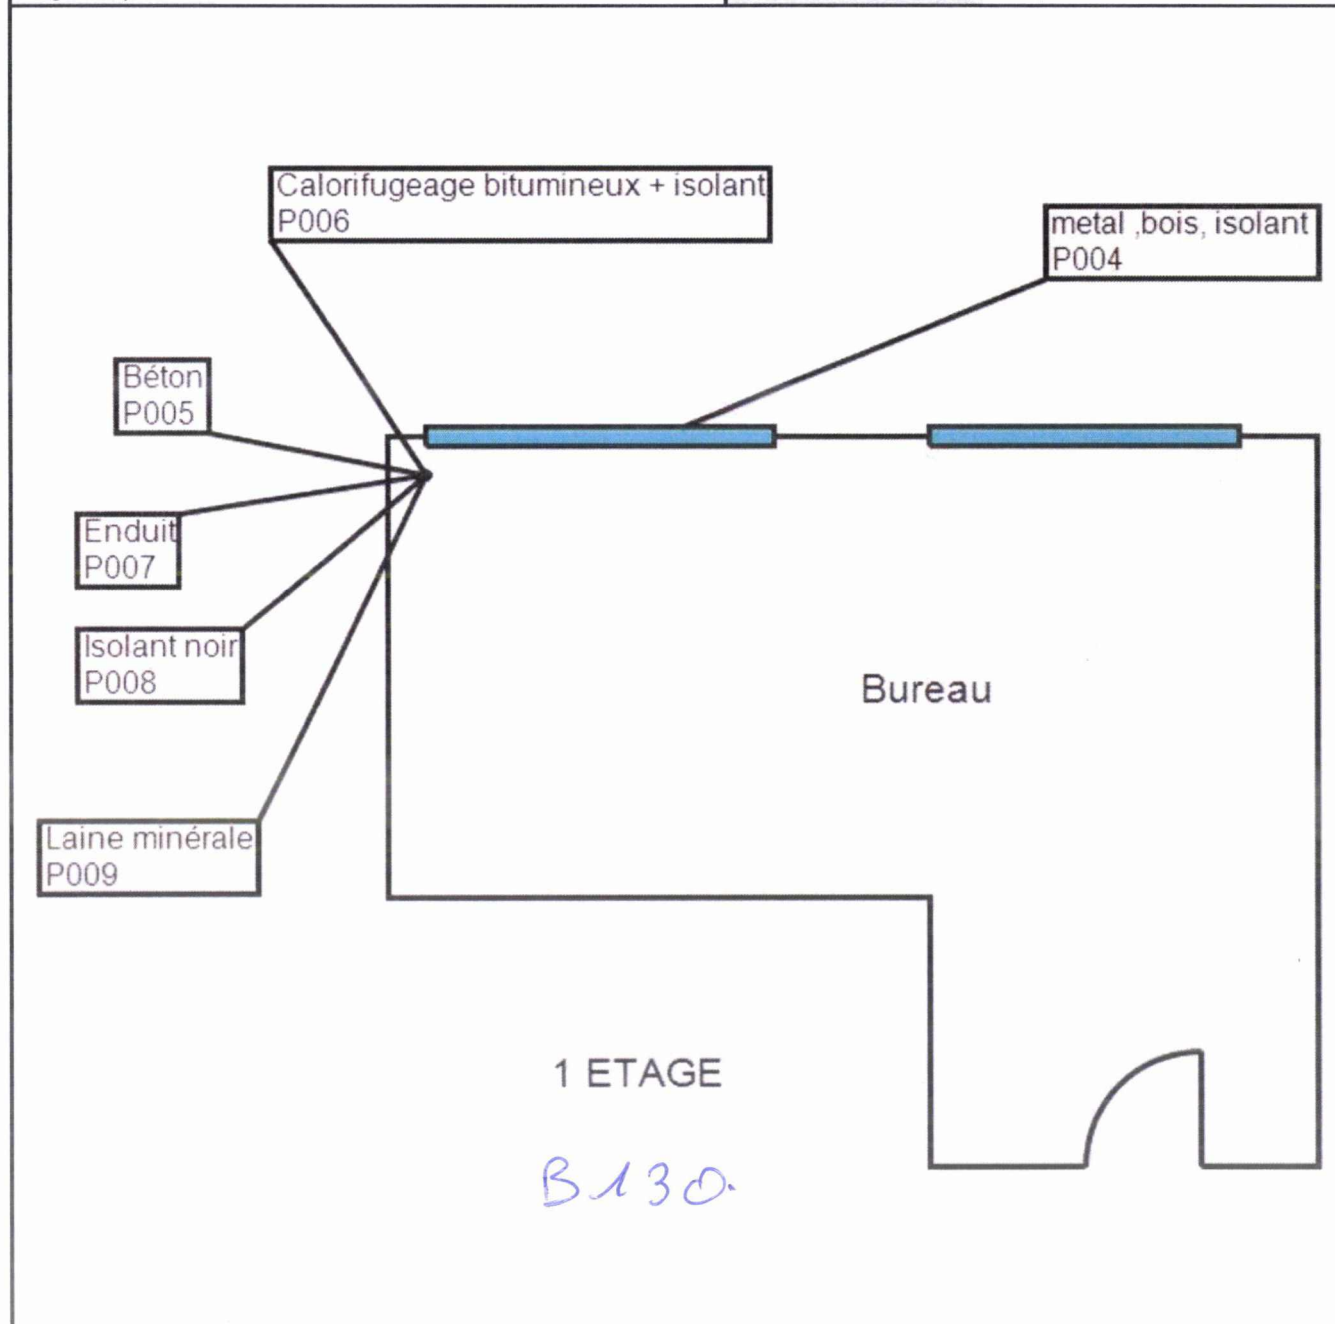 Calorifugeage bitumineux + isolant
P006
metal ,bois, isolant
P004
Béton
P005
Enduit
P007
Isolant noir
P008
Bureau
Laine minérale
P009
1 ETAGE
B130.